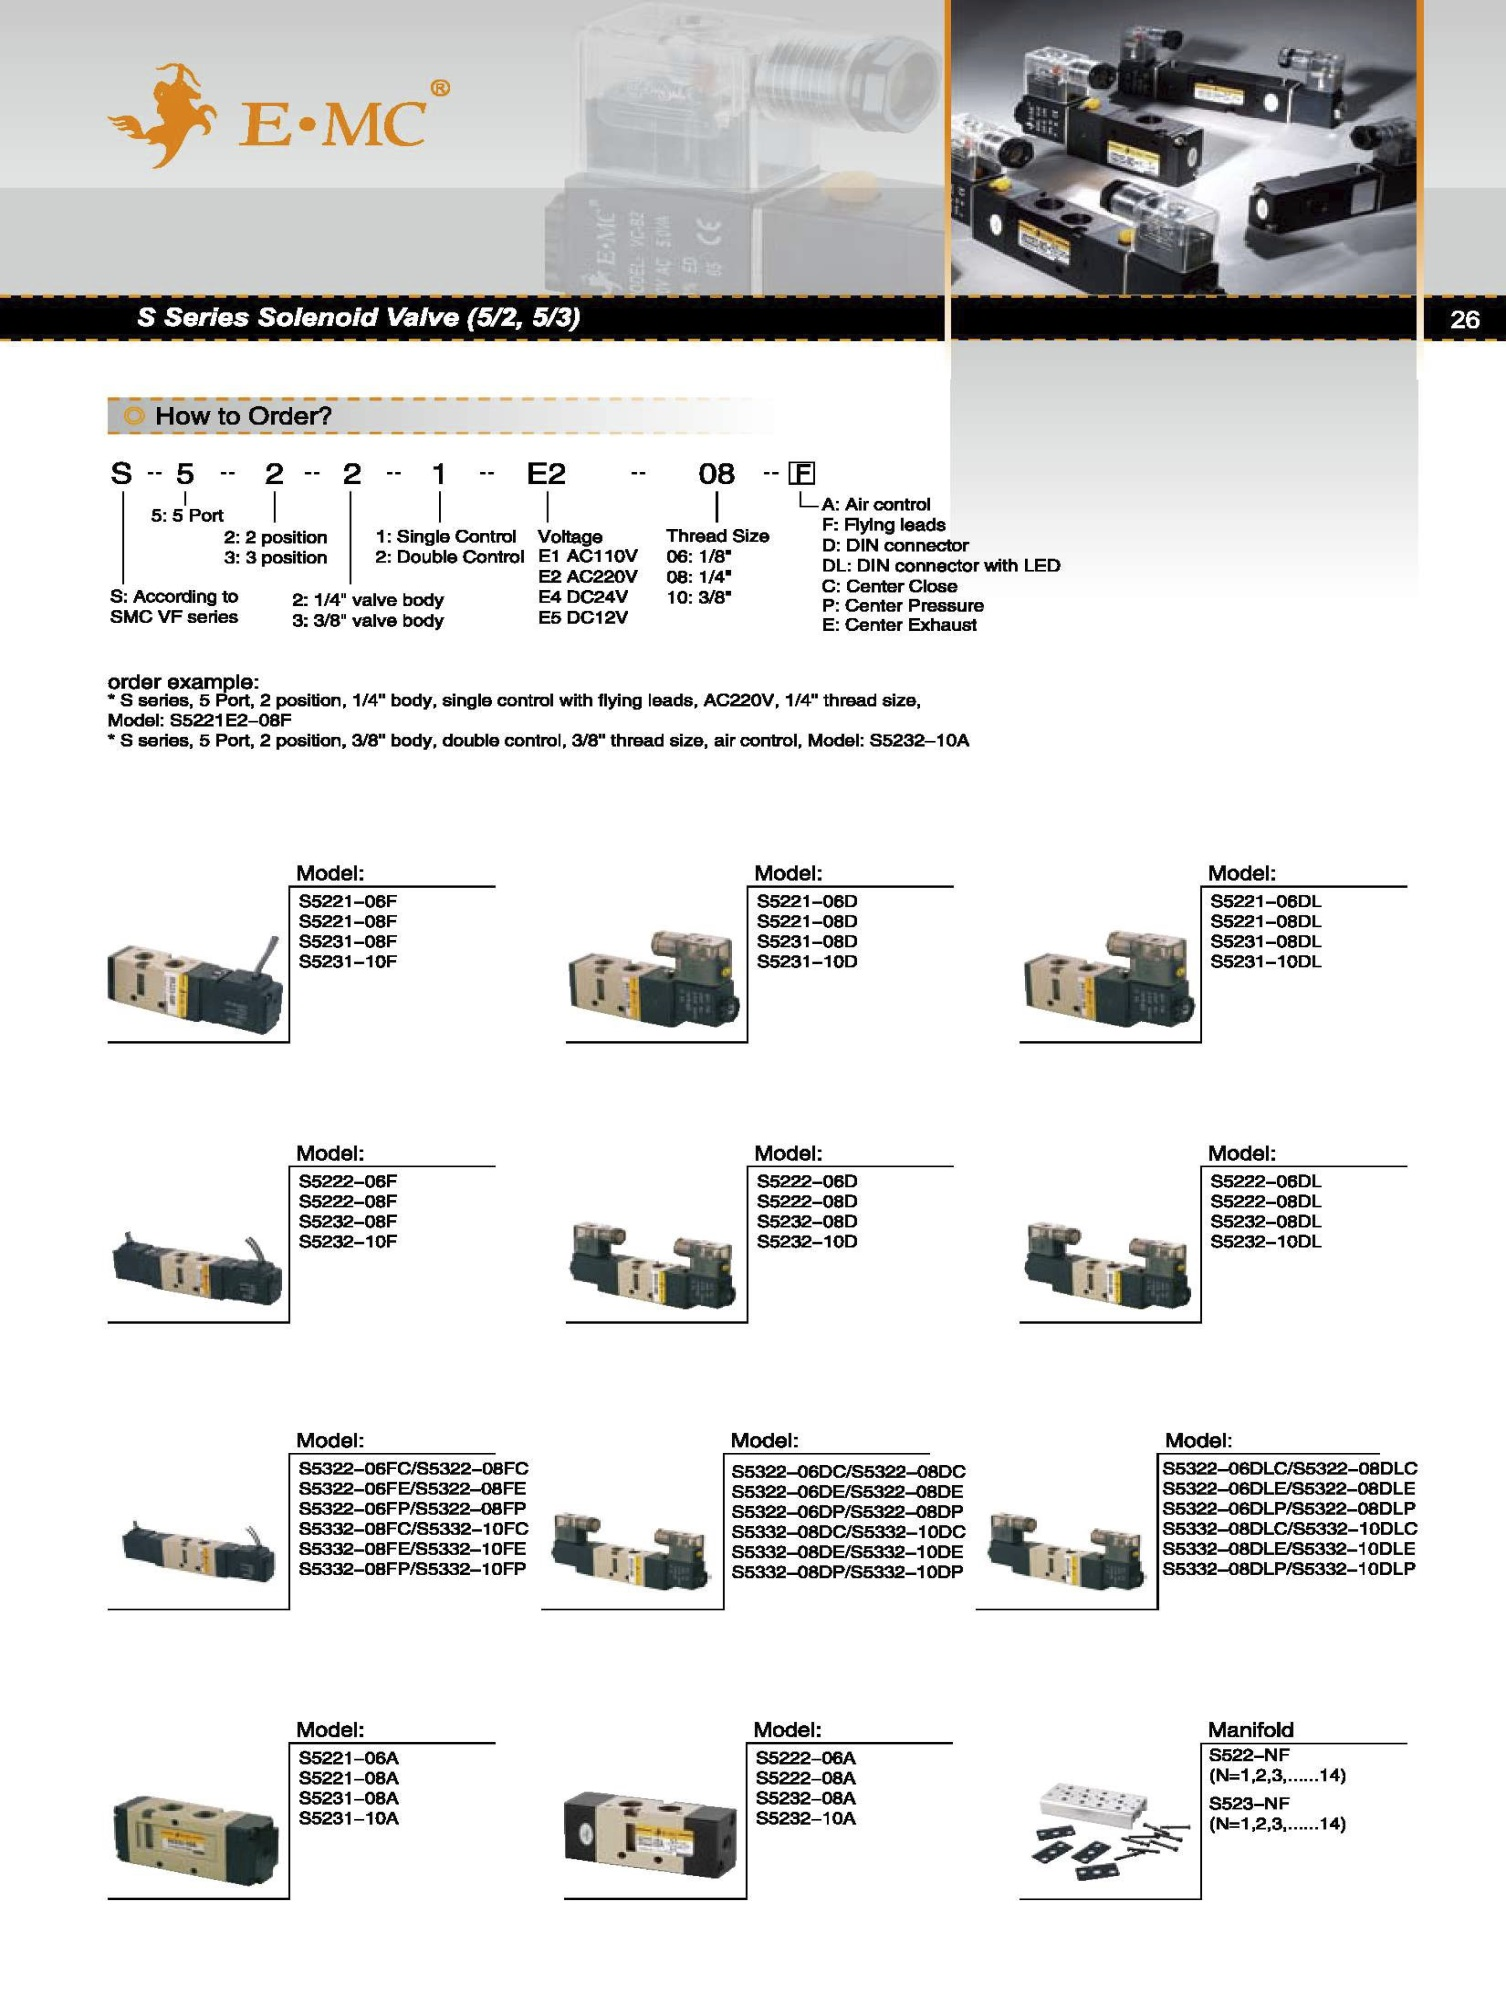 E•MC®
S Series Solenoid Valve (5/2, 5/3)
26
How to Order?
S -- 5 -- 2 -- 2 -- 1 -- E2 -- 08 -- F
5: 5 Port
2: 2 position
3: 3 position
S: According to
SMC VF series
2: 1/4" valve body
3: 3/8" valve body
1: Single Control
2: Double Control
Voltage
E1 AC110V
E2 AC220V
E4 DC24V
E5 DC12V
Thread Size
06: 1/8"
08: 1/4"
10: 3/8"
A: Air control
F: Flying leads
D: DIN connector
DL: DIN connector with LED
C: Center Close
P: Center Pressure
E: Center Exhaust
order example:
* S series, 5 Port, 2 position, 1/4" body, single control with flying leads, AC220V, 1/4" thread size,
Model: S5221E2–08F
* S series, 5 Port, 2 position, 3/8" body, double control, 3/8" thread size, air control, Model: S5232–10A
Model:
S5221–06F
S5221–08F
S5231–08F
S5231–10F
Model:
S5221–06D
S5221–08D
S5231–08D
S5231–10D
Model:
S5221–06DL
S5221–08DL
S5231–08DL
S5231–10DL
Model:
S5222–06F
S5222–08F
S5232–08F
S5232–10F
Model:
S5222–06D
S5222–08D
S5232–08D
S5232–10D
Model:
S5222–06DL
S5222–08DL
S5232–08DL
S5232–10DL
Model:
S5322–06FC/S5322–08FC
S5322–06FE/S5322–08FE
S5322–06FP/S5322–08FP
S5332–08FC/S5332–10FC
S5332–08FE/S5332–10FE
S5332–08FP/S5332–10FP
Model:
S5322–06DC/S5322–08DC
S5322–06DE/S5322–08DE
S5322–06DP/S5322–08DP
S5332–08DC/S5332–10DC
S5332–08DE/S5332–10DE
S5332–08DP/S5332–10DP
Model:
S5322–06DLC/S5322–08DLC
S5322–06DLE/S5322–08DLE
S5322–06DLP/S5322–08DLP
S5332–08DLC/S5332–10DLC
S5332–08DLE/S5332–10DLE
S5332–08DLP/S5332–10DLP
Model:
S5221–06A
S5221–08A
S5231–08A
S5231–10A
Model:
S5222–06A
S5222–08A
S5232–08A
S5232–10A
Manifold
S522–NF
(N=1,2,3,......14)
S523–NF
(N=1,2,3,......14)